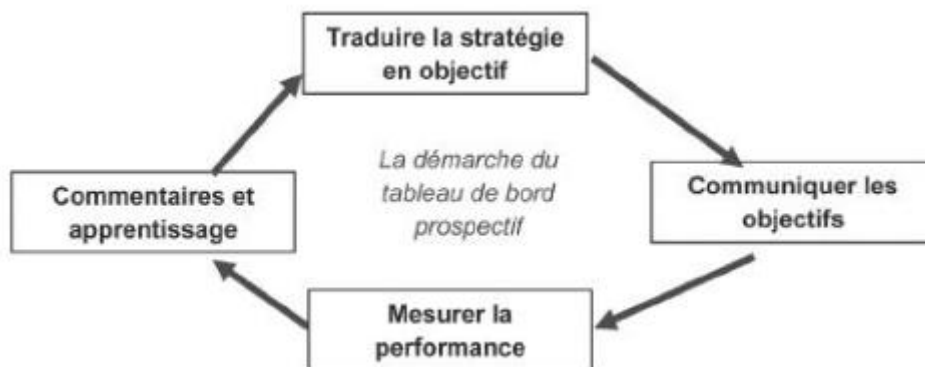 Traduire la stratégie
en objectif
La démarche du
tableau de bord
prospectif
Communiquer les
objectifs
Commentaires et
apprentissage
Mesurer la
performance